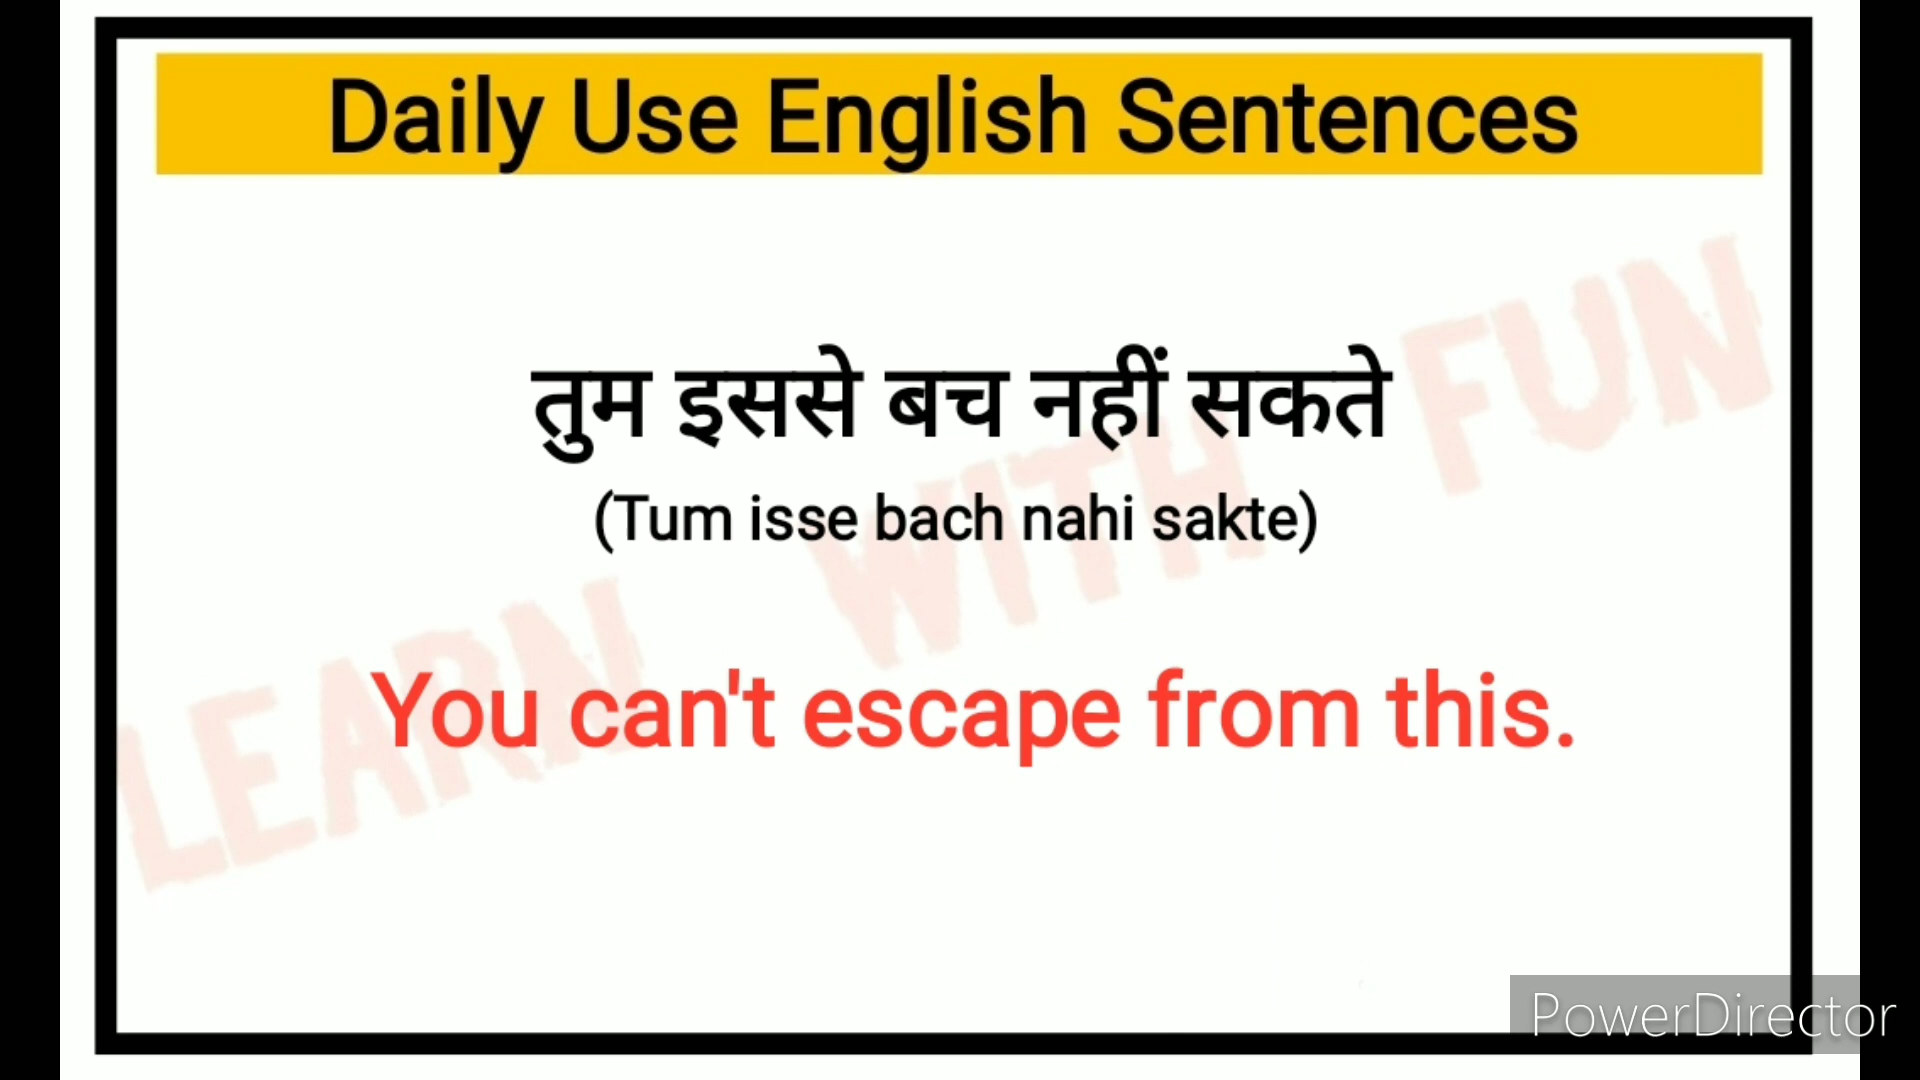 Daily Use English Sentences
तुम इससे बच नहीं सकते
(Tum isse bach nahi sakte)
You can't escape from this.
LEARN WITH FUN
PowerDirector